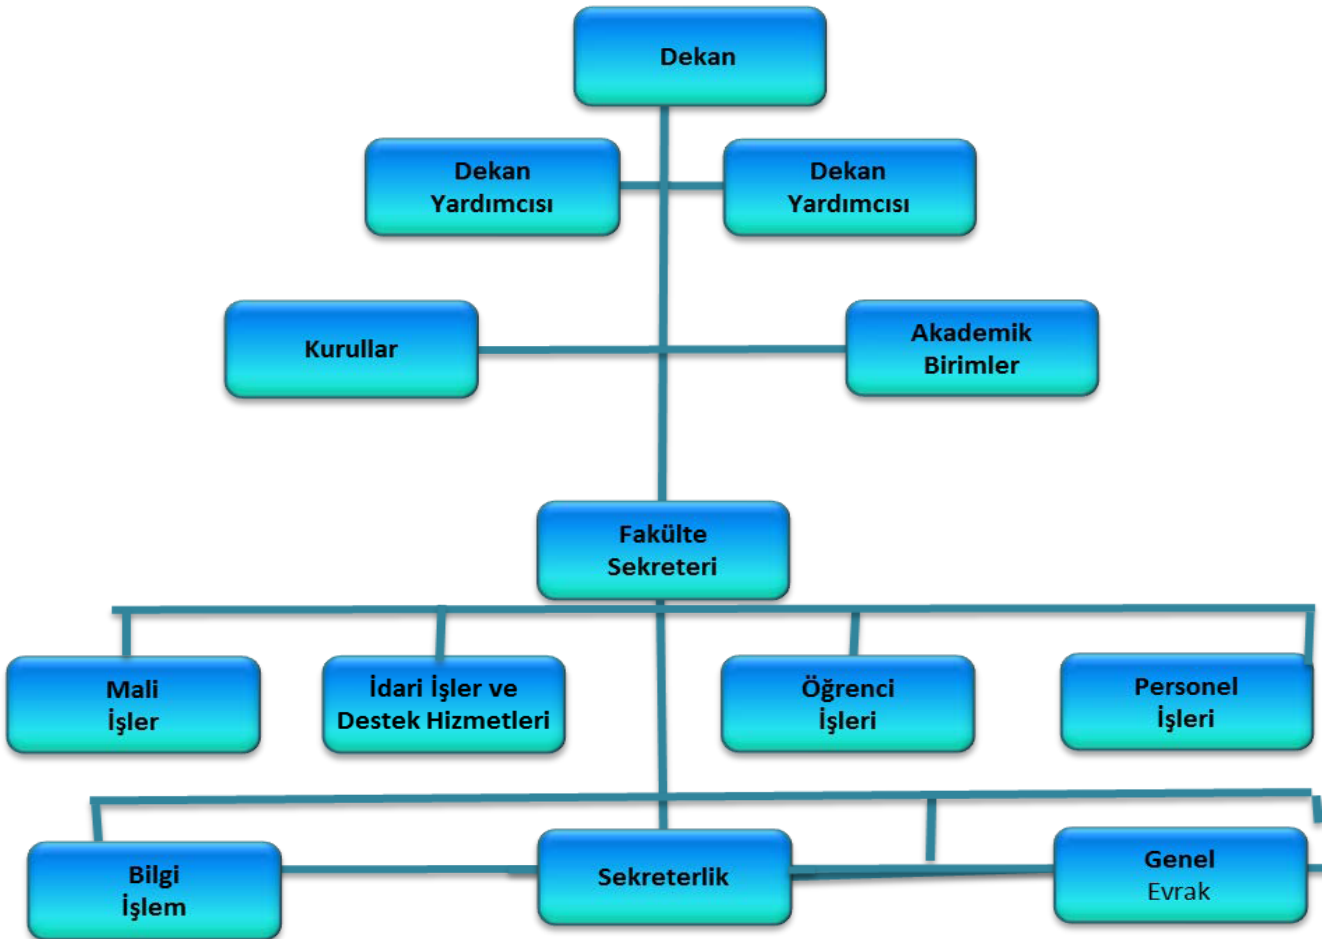 Dekan
Dekan
Yardımcısı
Dekan
Yardımcısı
Kurullar
Akademik
Birimler
Fakülte
Sekreteri
Mali
İşler
İdari İşler ve
Destek Hizmetleri
Öğrenci
İşleri
Personel
İşleri
Bilgi
İşlem
Sekreterlik
Genel
Evrak